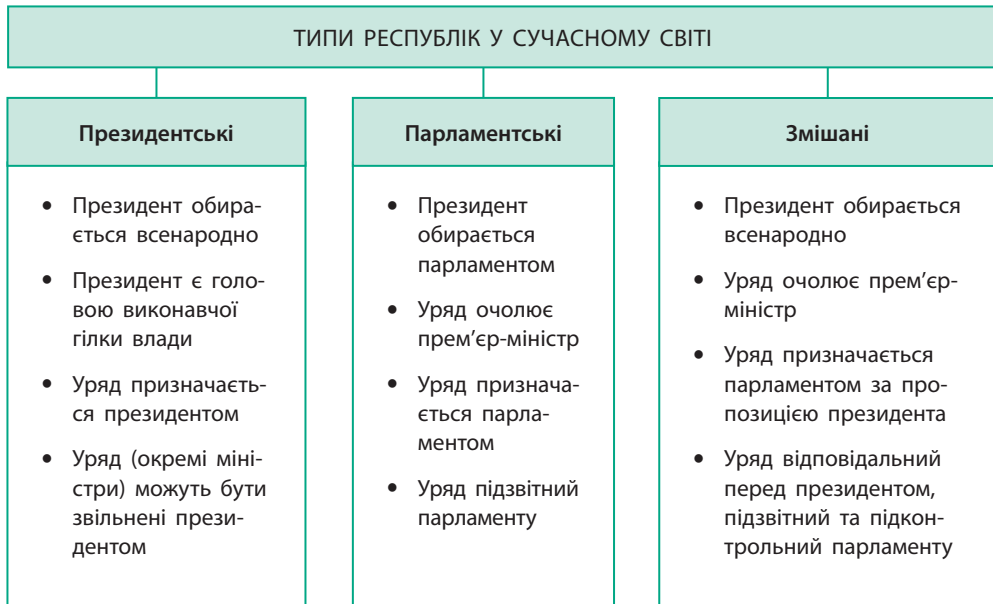 ТИПИ РЕСПУБЛІК У СУЧАСНОМУ СВІТІ
Президентські
• Президент обира-
ється всенародно
• Президент є голо-
вою виконавчої
гілки влади
• Уряд призначаєть-
ся президентом
• Уряд (окремі міні-
стри) можуть бути
звільнені прези-
дентом
Парламентські
• Президент
обирається
парламентом
• Уряд очолює
прем’єр-міністр
• Уряд признача-
ється парла-
ментом
• Уряд підзвітний
парламенту
Змішані
• Президент обирається
всенародно
• Уряд очолює прем’єр-
міністр
• Уряд призначається
парламентом за про-
позицією президента
• Уряд відповідальний
перед президентом,
підзвітний та підкон-
трольний парламенту